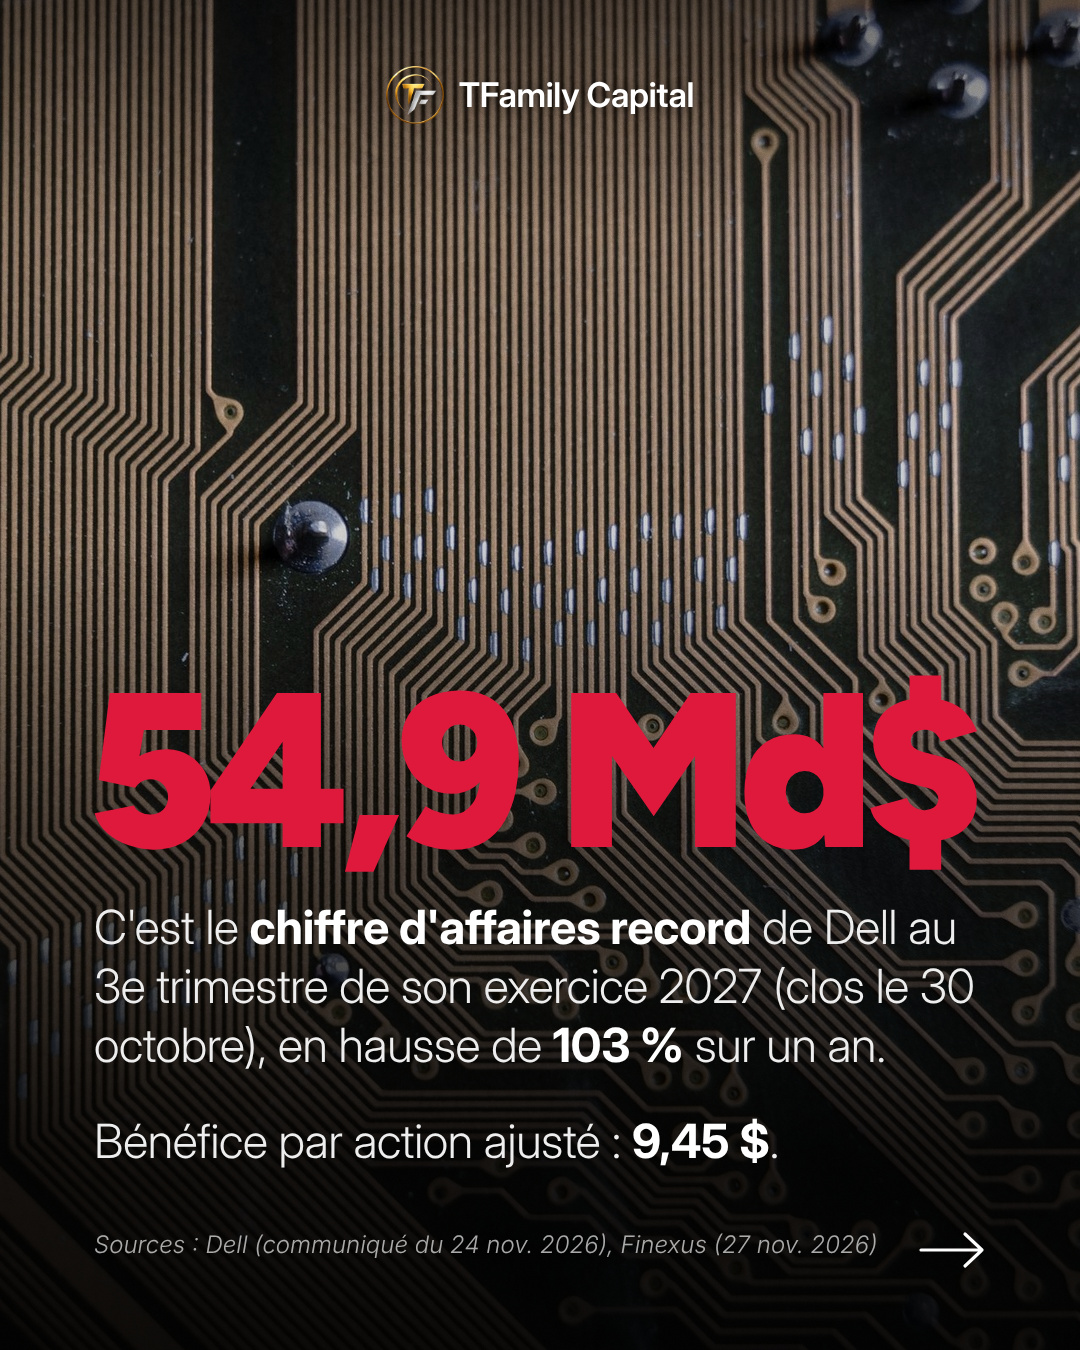 TFamily Capital
54,9 Md$
C'est le chiffre d'affaires record de Dell au
3e trimestre de son exercice 2027 (clos le 30
octobre), en hausse de 103 % sur un an.
Bénéfice par action ajusté : 9,45 $.
Sources : Dell (communiqué du 24 nov. 2026), Finexus (27 nov. 2026)